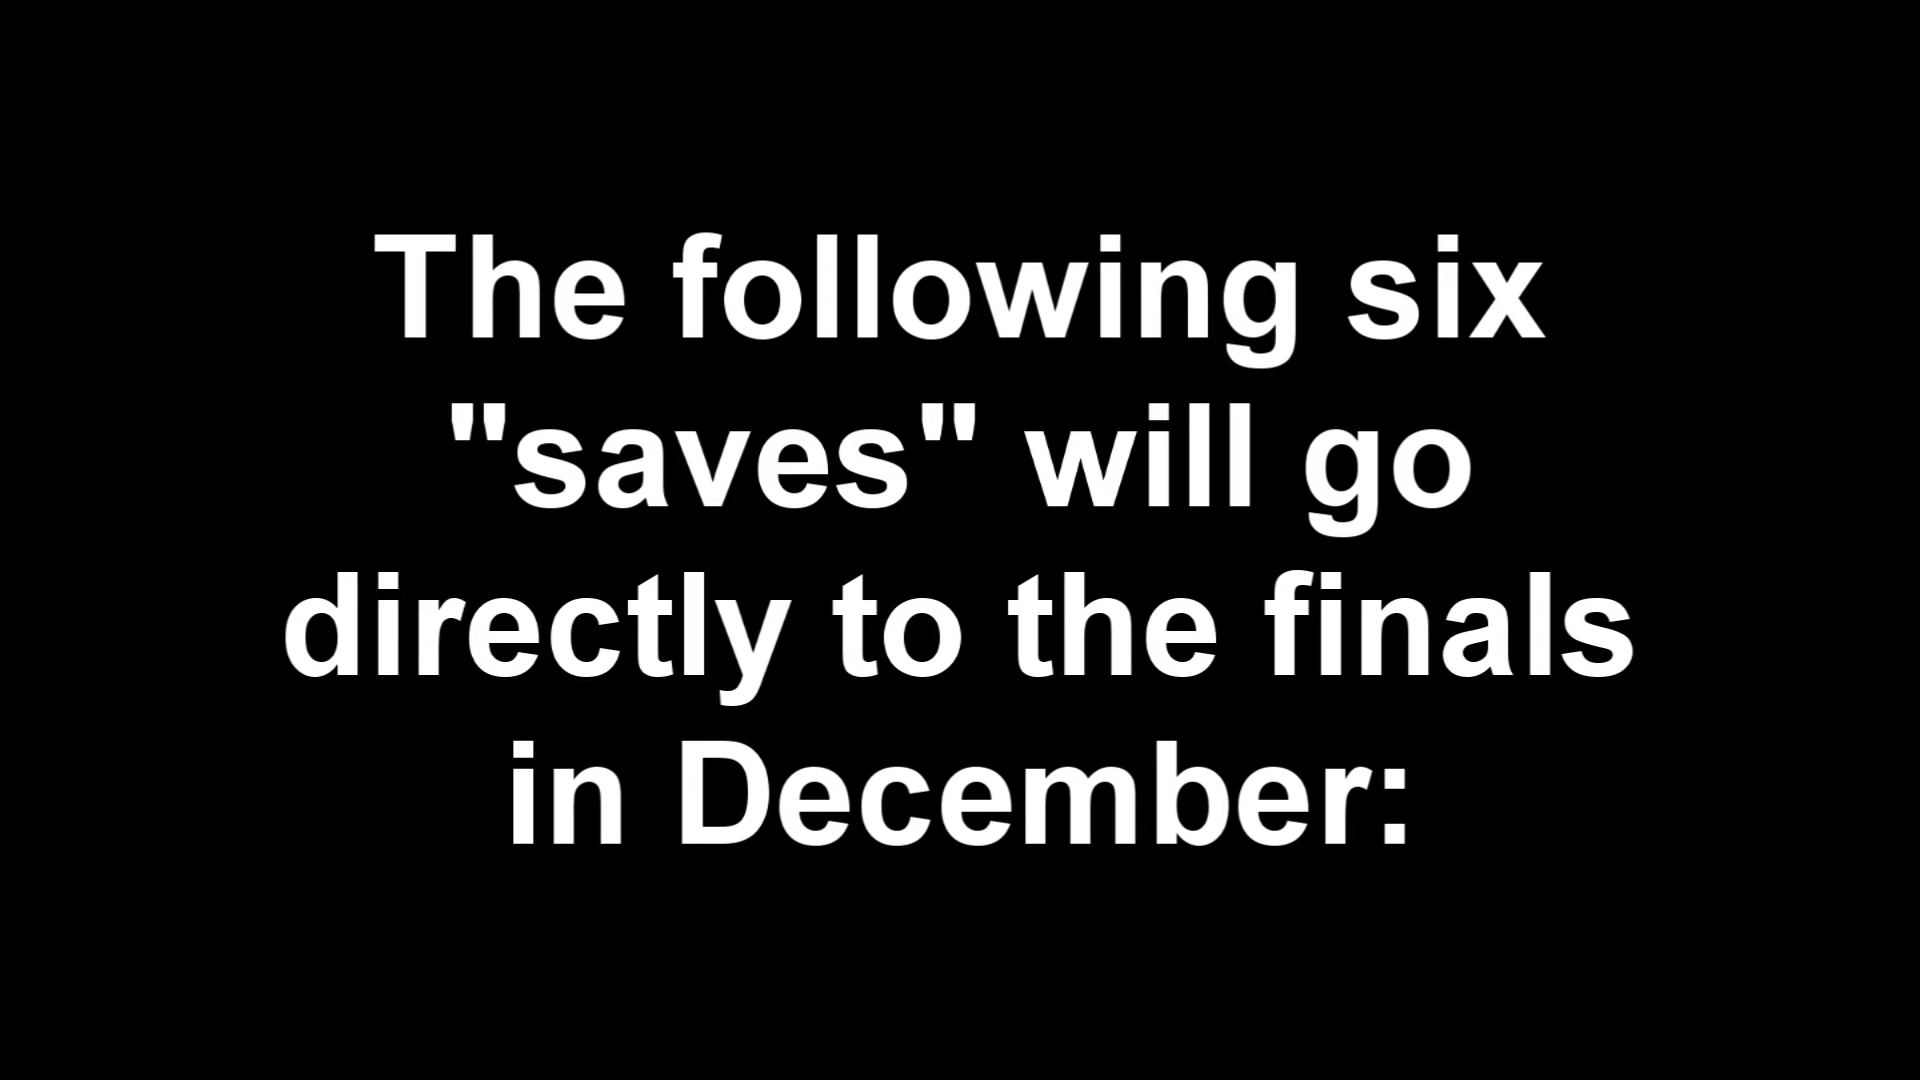 The following six
"saves" will go
directly to the finals
in December: